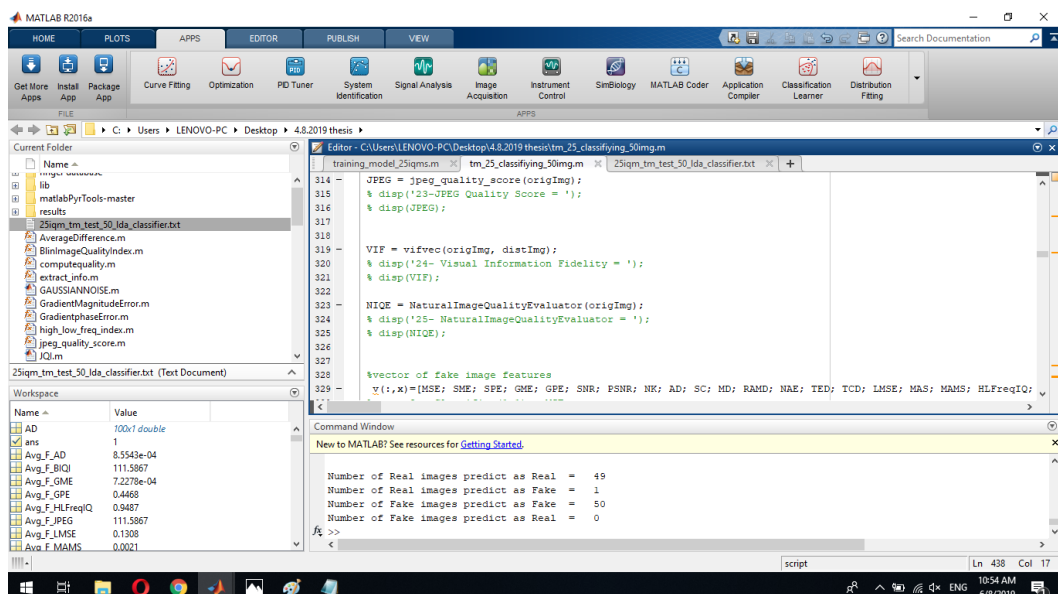 MATLAB R2016a
HOME PLOTS APPS EDITOR PUBLISH VIEW Search Documentation
Get More Apps Install App Package App Curve Fitting Optimization PID Tuner System Identification Signal Analysis Image Acquisition Instrument Control SimBiology MATLAB Coder Application Compiler Classification Learner Distribution Fitting
FILE APPS
C: Users LENOVO-PC Desktop 4.8.2019 thesis
Current Folder
Name
lib
matlabPyrTools-master
results
25iqm_tm_test_50_lda_classifier.txt
AverageDifference.m
BlinImageQualityIndex.m
computequality.m
extract_info.m
GAUSSIANNOISE.m
GradientMagnitudeError.m
GradientphaseError.m
high_low_freq_index.m
jpeg_quality_score.m
JQI.m
25iqm_tm_test_50_lda_classifier.txt (Text Document)
Workspace
Name Value
AD 100x1 double
ans 1
Avg_F_AD 8.5543e-04
Avg_F_BIQI 111.5867
Avg_F_GME 7.2278e-04
Avg_F_GPE 0.4468
Avg_F_HLFreqIQ 0.9487
Avg_F_JPEG 111.5867
Avg_F_LMSE 0.1308
Avg_F_MAMS 0.0021
Editor - C:\Users\LENOVO-PC\Desktop\4.8.2019 thesis\tm_25_classifiying_50img.m
training_model_25iqms.m tm_25_classifiying_50img.m 25iqm_tm_test_50_lda_classifier.txt +
314 – JPEG = jpeg_quality_score(origImg);
315 % disp('23-JPEG Quality Score = ');
316 % disp(JPEG);
317
318
319 – VIF = vifvec(origImg, distImg);
320 % disp('24- Visual Information Fidelity = ');
321 % disp(VIF);
322
323 – NIQE = NaturalImageQualityEvaluator(origImg);
324 % disp('25- NaturalImageQualityEvaluator = ');
325 % disp(NIQE);
326
327
328 %vector of fake image features
329 – v(:,x)=[MSE; SME; SPE; GME; GPE; SNR; PSNR; NK; AD; SC; MD; RAMD; NAE; TED; TCD; LMSE; MAS; MAMS; HLFreqIQ;
Command Window
New to MATLAB? See resources for Getting Started.
Number of Real images predict as Real = 49
Number of Real images predict as Fake = 1
Number of Fake images predict as Fake = 50
Number of Fake images predict as Real = 0
fx >>
script Ln 438 Col 17
ENG 10:54 AM